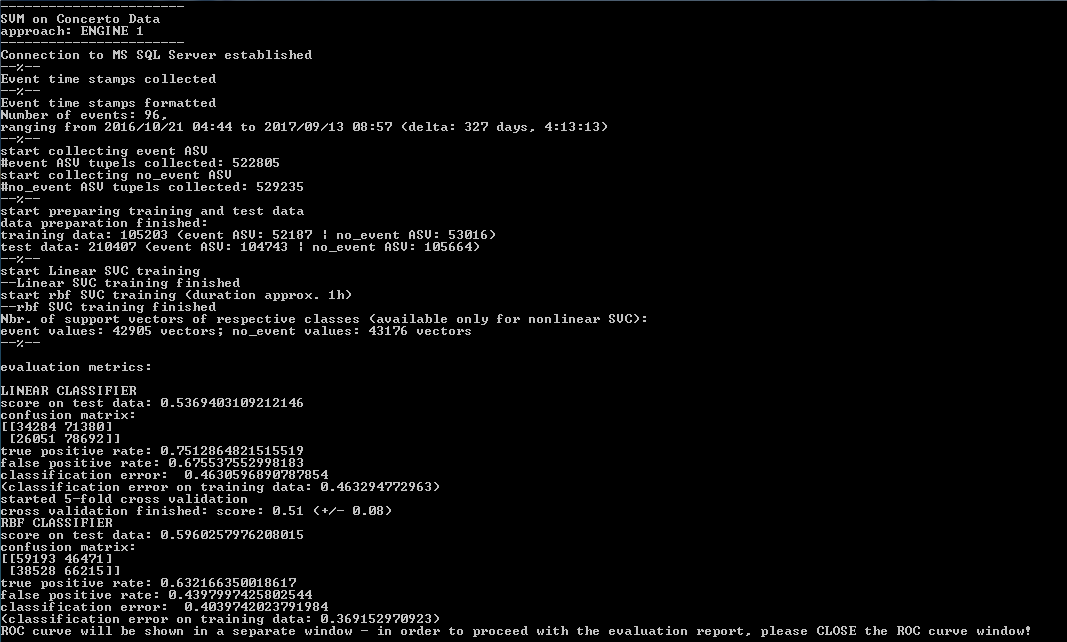 -----------------------
SVM on Concerto Data
approach: ENGINE 1
-----------------------
Connection to MS SQL Server established
--%--
Event time stamps collected
--%--
Event time stamps formatted
Number of events: 96,
ranging from 2016/10/21 04:44 to 2017/09/13 08:57 (delta: 327 days, 4:13:13)
--%--
start collecting event ASV
#event ASV tupels collected: 522805
start collecting no_event ASV
#no_event ASV tupels collected: 529235
--%--
start preparing training and test data
data preparation finished:
training data: 105203 (event ASV: 52187 | no_event ASV: 53016)
test data: 210407 (event ASV: 104743 | no_event ASV: 105664)
--%--
start Linear SVC training
--Linear SVC training finished
start rbf SVC training (duration approx. 1h)
--rbf SVC training finished
Nbr. of support vectors of respective classes (available only for nonlinear SVC):
event values: 42905 vectors; no_event values: 43176 vectors
--%--
evaluation metrics:
LINEAR CLASSIFIER
score on test data: 0.5369403109212146
confusion matrix:
[[34284 71380]
 [26051 78692]]
true positive rate: 0.7512864821515519
false positive rate: 0.675537552998183
classification error:  0.4630596890787854
(classification error on training data: 0.463294772963)
started 5-fold cross validation
cross validation finished: score: 0.51 (+/- 0.08)
RBF CLASSIFIER
score on test data: 0.5960257976208015
confusion matrix:
[[59193 46471]
 [38528 66215]]
true positive rate: 0.632166350018617
false positive rate: 0.4397997425802544
classification error:  0.4039742023791984
(classification error on training data: 0.369152970923)
ROC curve will be shown in a separate window - in order to proceed with the evaluation report, please CLOSE the ROC curve window!